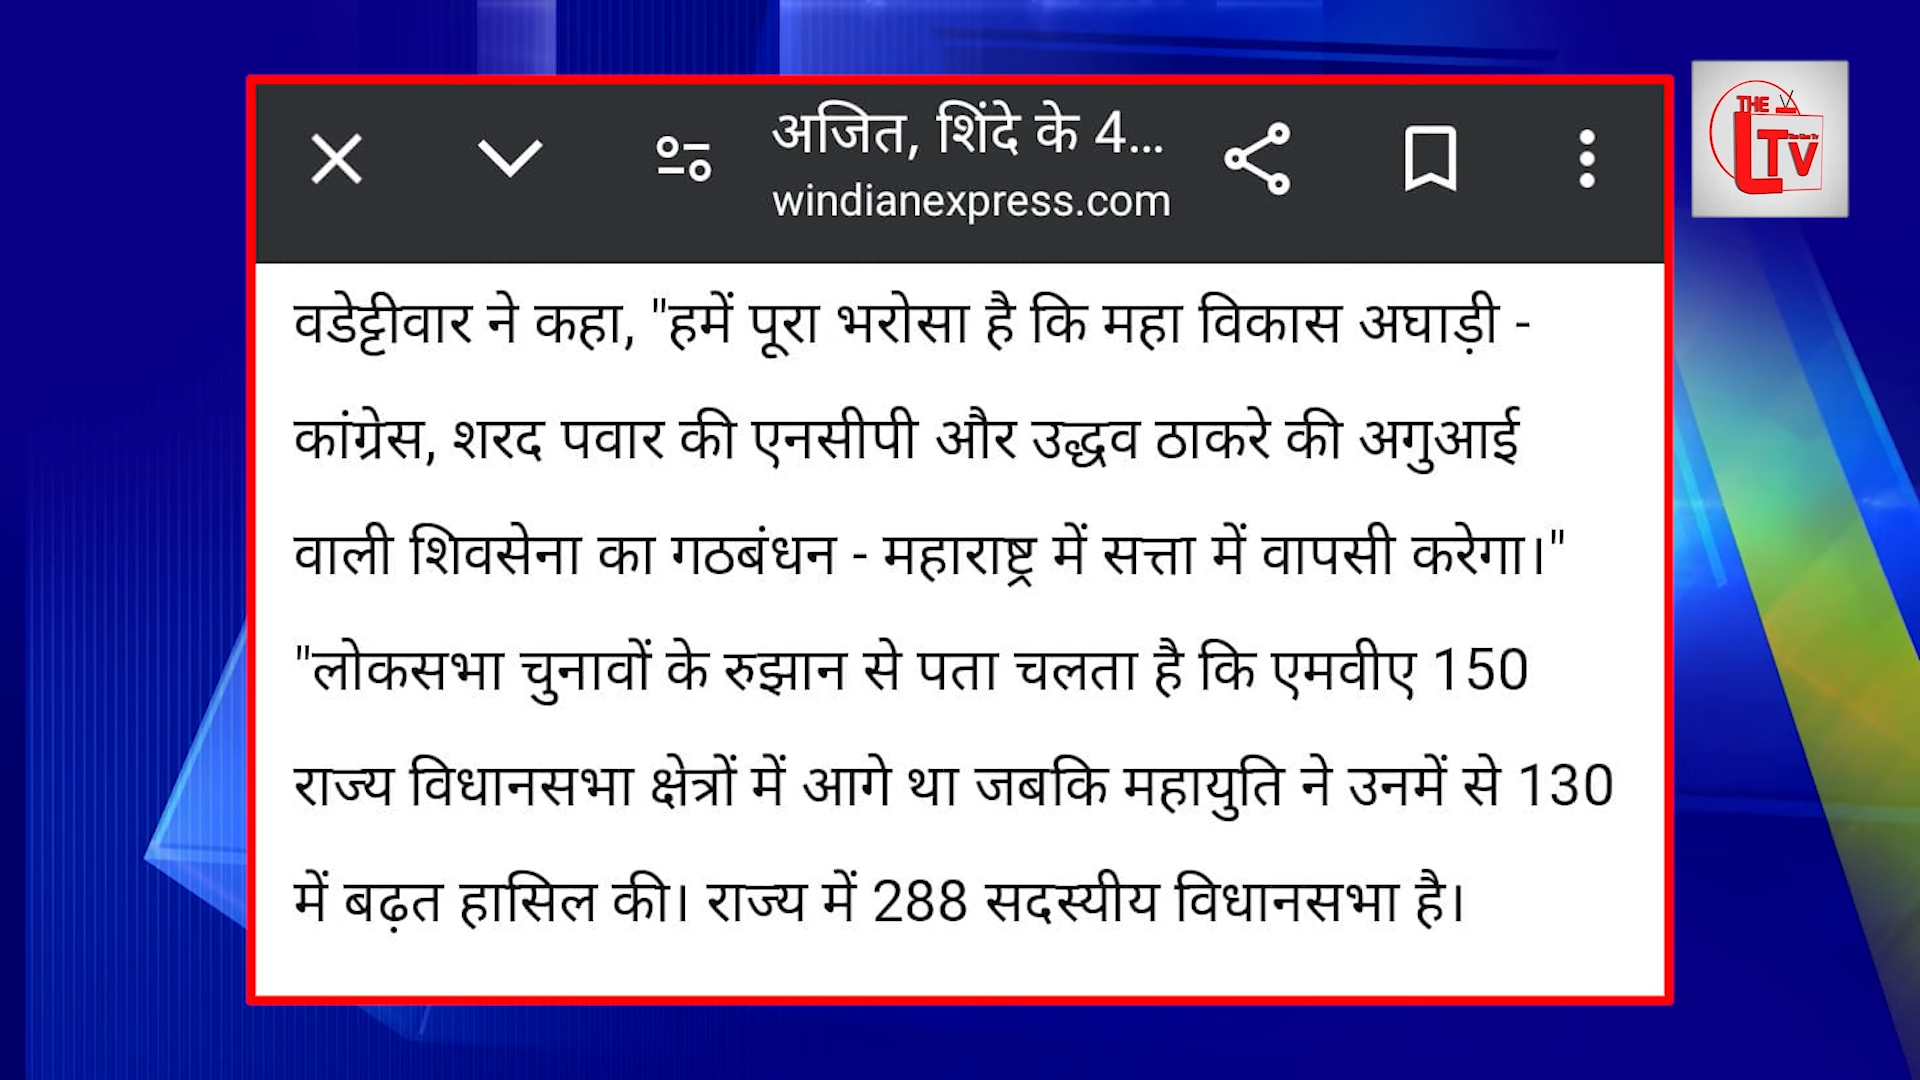 अजित, शिंदे के 4...
windianexpress.com
THE
LTV
वडेट्टीवार ने कहा, "हमें पूरा भरोसा है कि महा विकास अघाड़ी -
कांग्रेस, शरद पवार की एनसीपी और उद्धव ठाकरे की अगुआई
वाली शिवसेना का गठबंधन - महाराष्ट्र में सत्ता में वापसी करेगा।"
"लोकसभा चुनावों के रुझान से पता चलता है कि एमवीए 150
राज्य विधानसभा क्षेत्रों में आगे था जबकि महायुति ने उनमें से 130
में बढ़त हासिल की। राज्य में 288 सदस्यीय विधानसभा है।